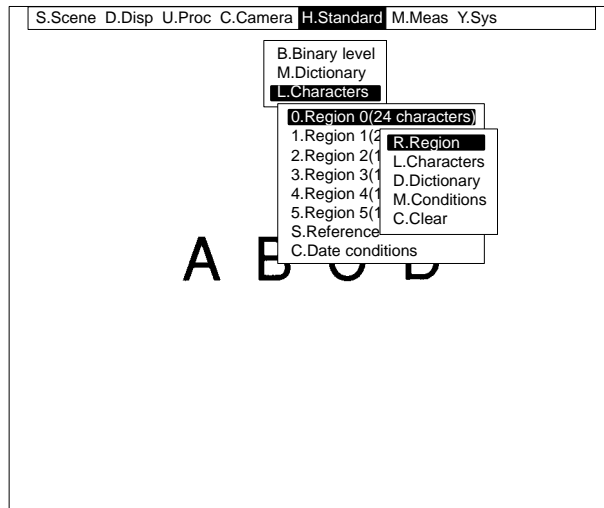 S.Scene D.Disp U.Proc C.Camera H.Standard M.Meas Y.Sys
B.Binary level
M.Dictionary
L.Characters
0.Region 0(24 characters)
1.Region 1(2
2.Region 2(1
3.Region 3(1
4.Region 4(1
5.Region 5(1
S.Reference
C.Date conditions
R.Region
L.Characters
D.Dictionary
M.Conditions
C.Clear
A B C D